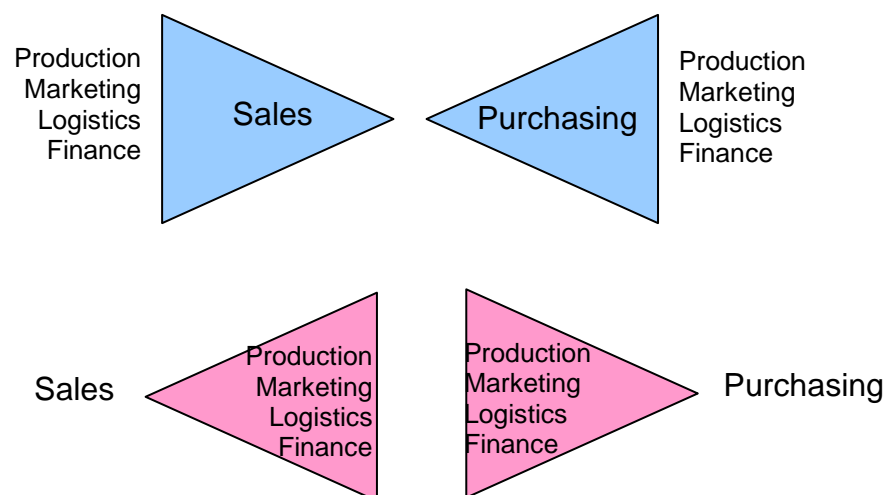 Production
Marketing
Logistics
Finance
Sales
Purchasing
Production
Marketing
Logistics
Finance
Sales
Production
Marketing
Logistics
Finance
Production
Marketing
Logistics
Finance
Purchasing